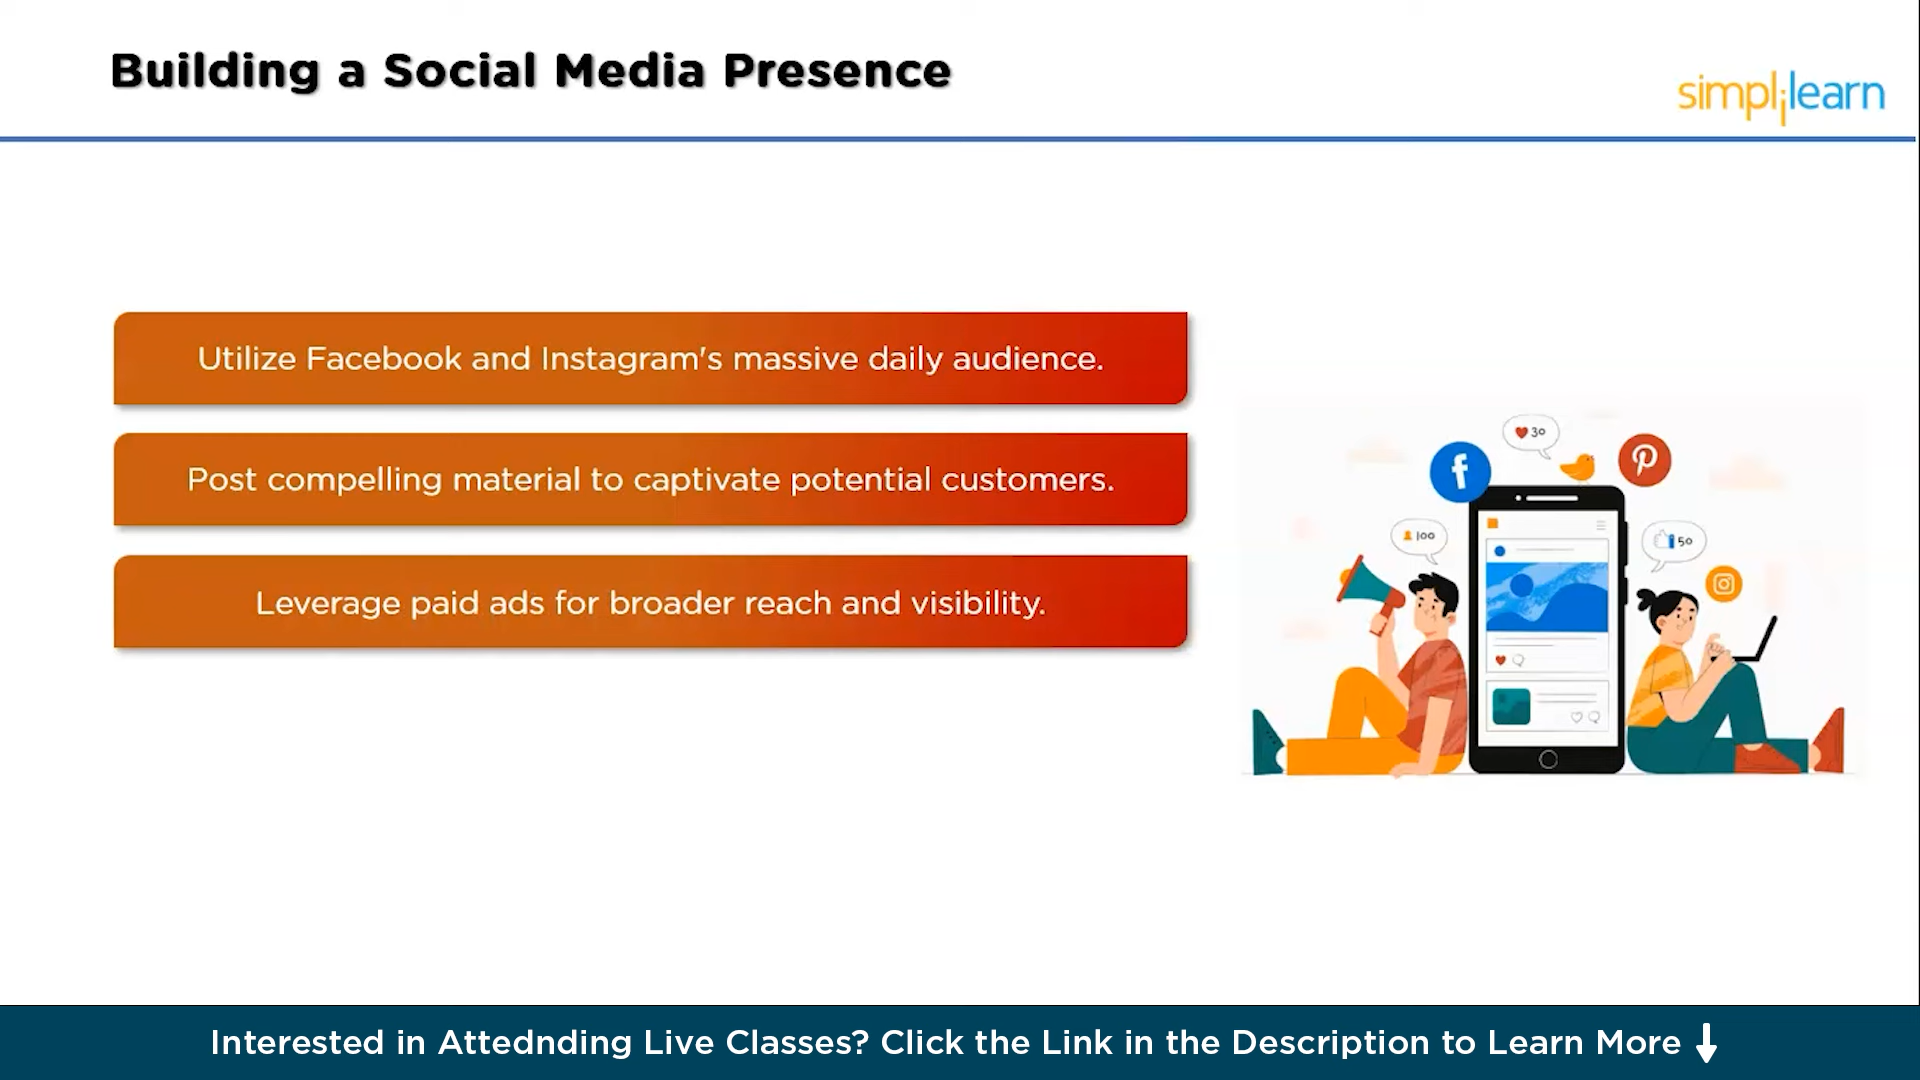 Building a Social Media Presence
simplilearn
Utilize Facebook and Instagram's massive daily audience.
Post compelling material to captivate potential customers.
Leverage paid ads for broader reach and visibility.
30
100
50
Interested in Attednding Live Classes? Click the Link in the Description to Learn More